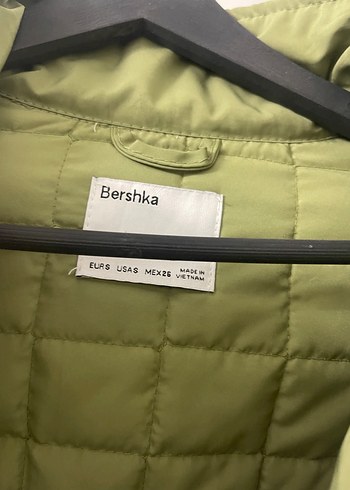 Bershka
EUR S USA S MEX 26 MADE IN
VIETNAM